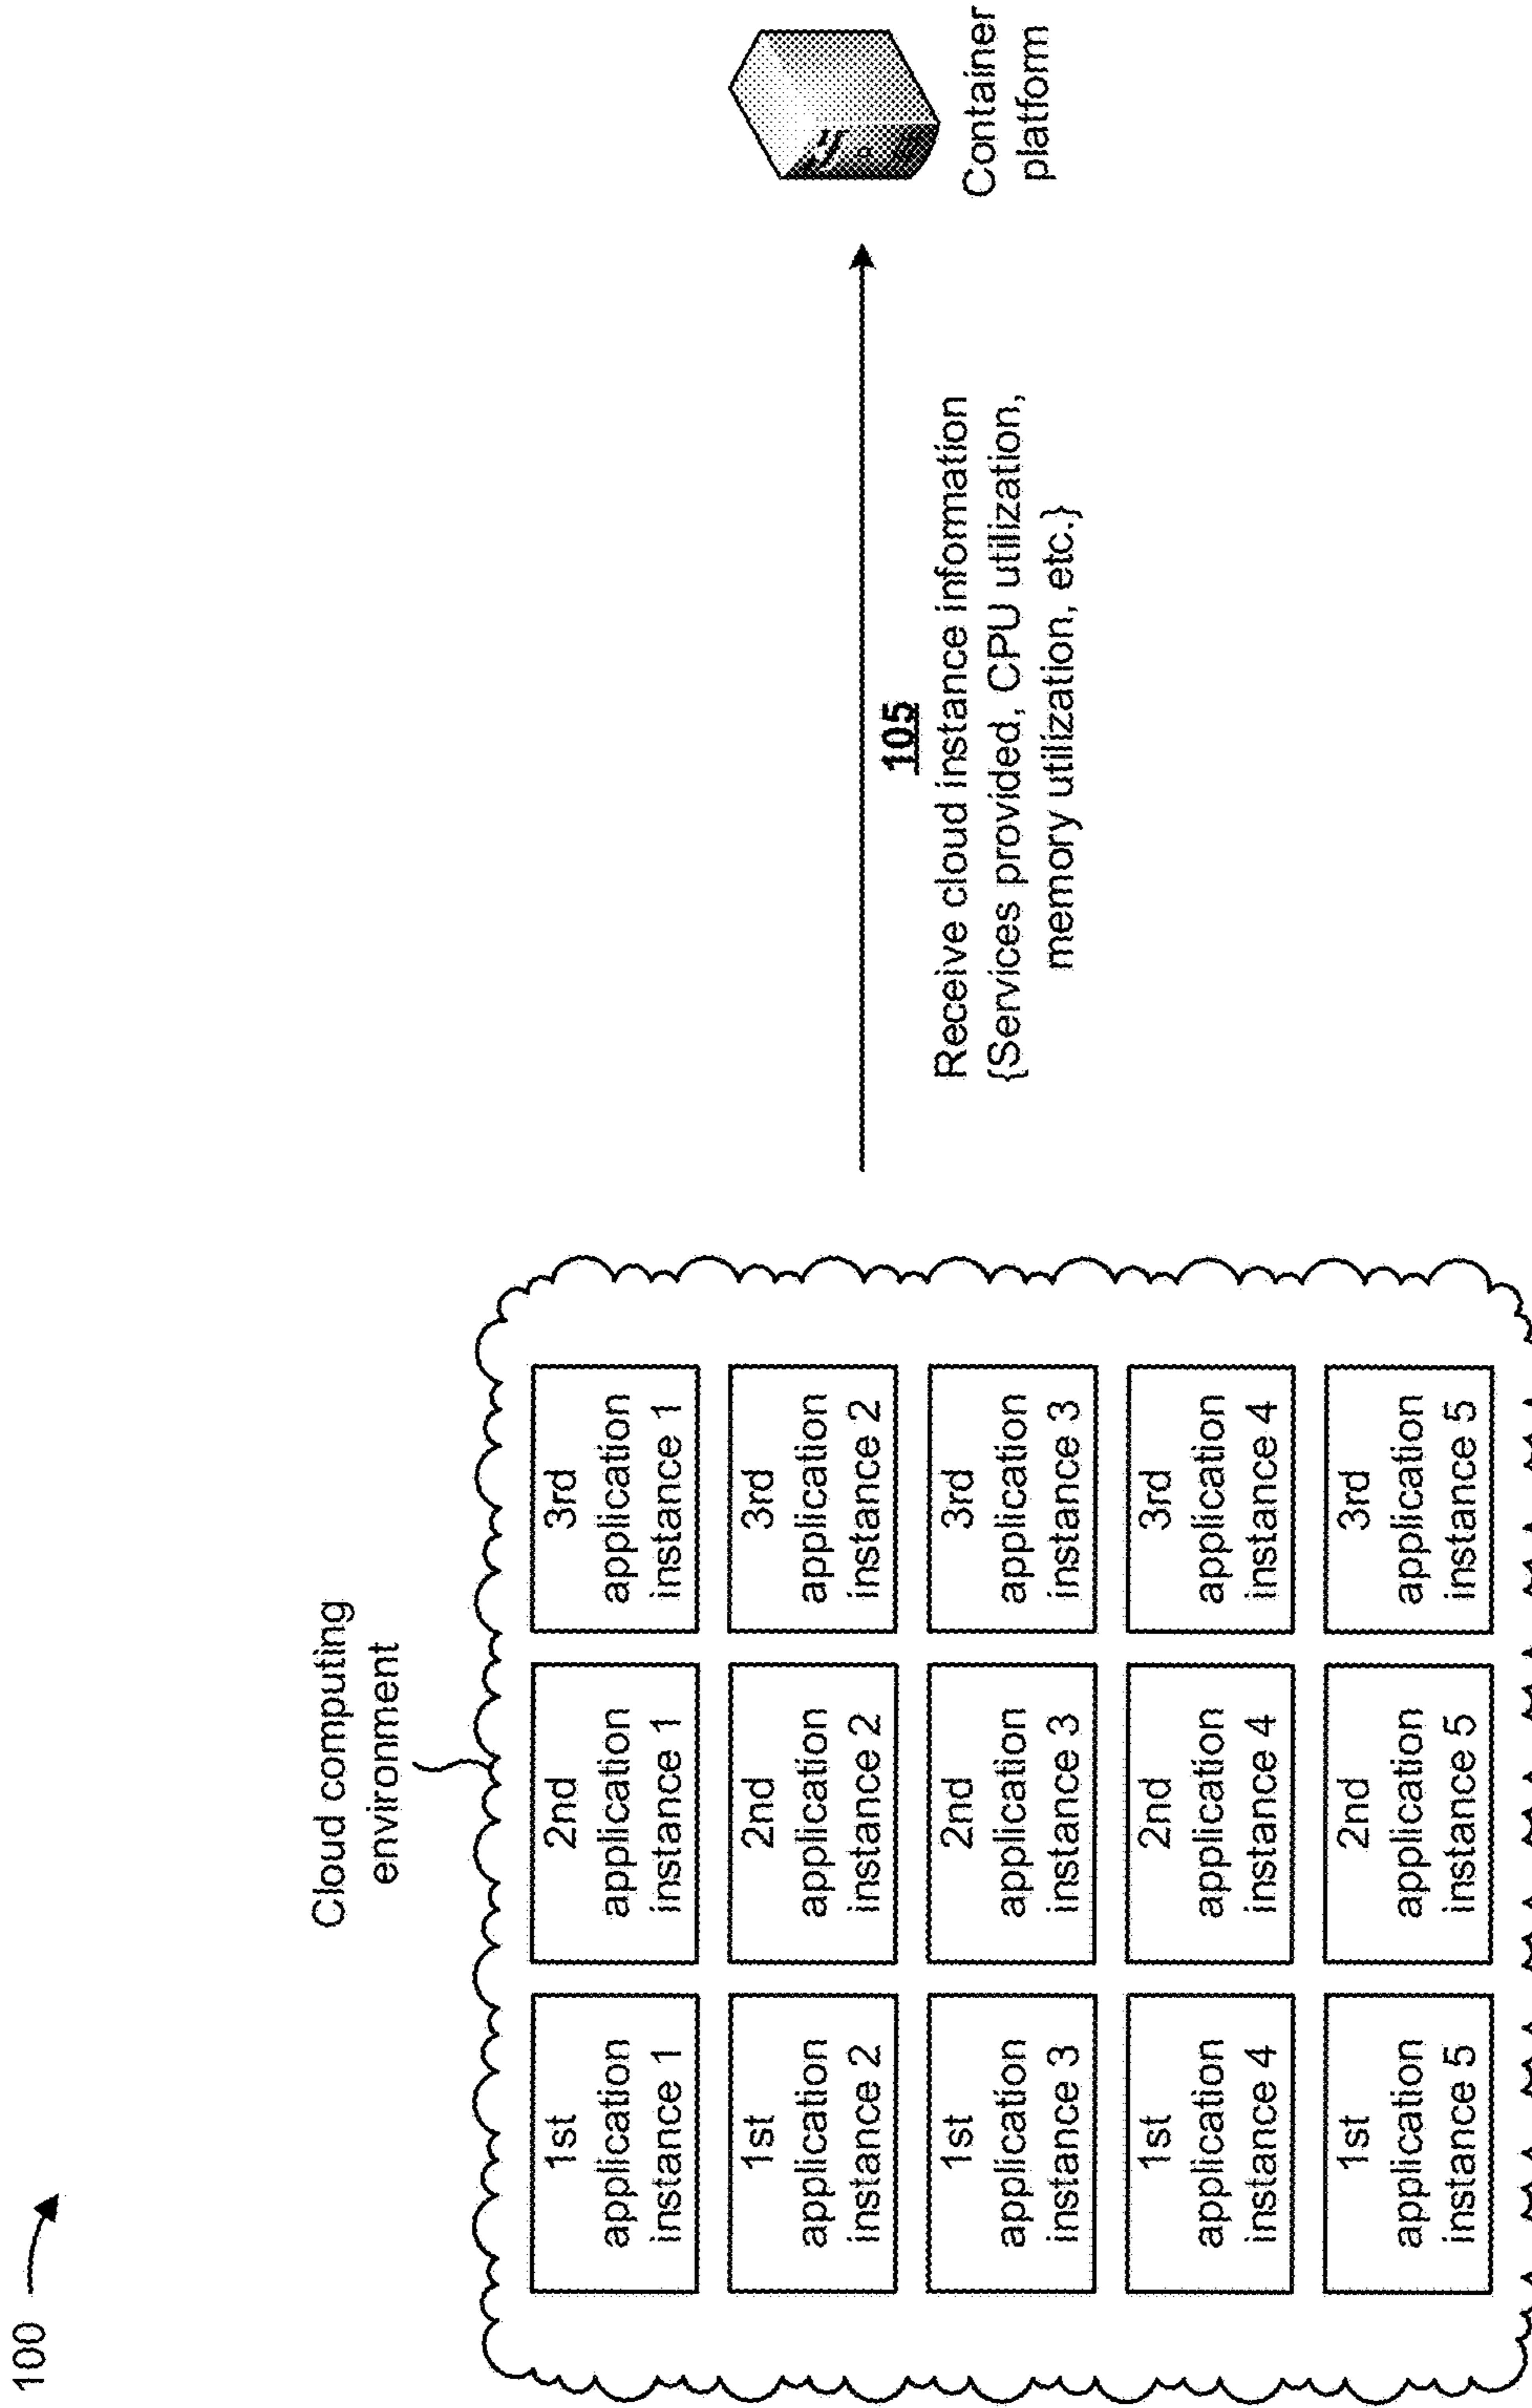 100
Cloud computing
environment
1st
application
instance 1
2nd
application
instance 1
3rd
application
instance 1
1st
application
instance 2
2nd
application
instance 2
3rd
application
instance 2
1st
application
instance 3
2nd
application
instance 3
3rd
application
instance 3
1st
application
instance 4
2nd
application
instance 4
3rd
application
instance 4
1st
application
instance 5
2nd
application
instance 5
3rd
application
instance 5
105
Receive cloud instance information
{Services provided, CPU utilization,
memory utilization, etc.}
Container
platform